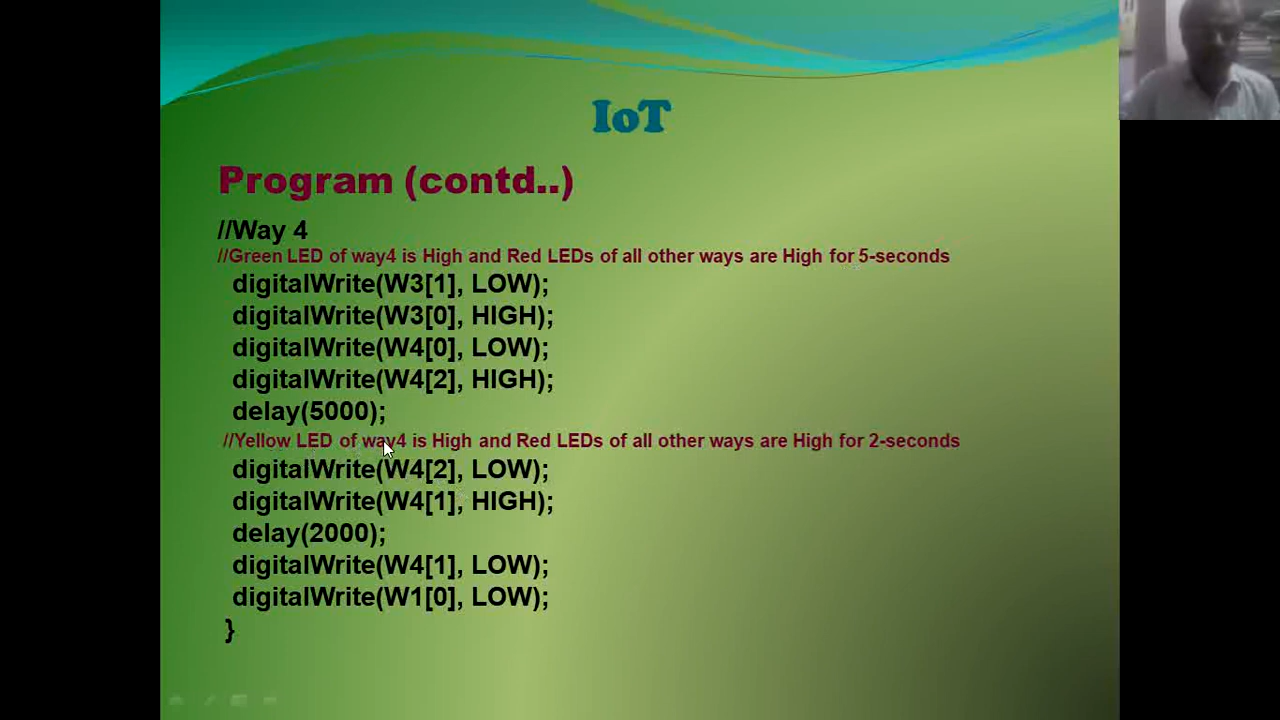 IoT
Program (contd..)
//Way 4
//Green LED of way4 is High and Red LEDs of all other ways are High for 5-seconds
digitalWrite(W3[1], LOW);
digitalWrite(W3[0], HIGH);
digitalWrite(W4[0], LOW);
digitalWrite(W4[2], HIGH);
delay(5000);
//Yellow LED of way4 is High and Red LEDs of all other ways are High for 2-seconds
digitalWrite(W4[2], LOW);
digitalWrite(W4[1], HIGH);
delay(2000);
digitalWrite(W4[1], LOW);
digitalWrite(W1[0], LOW);
}